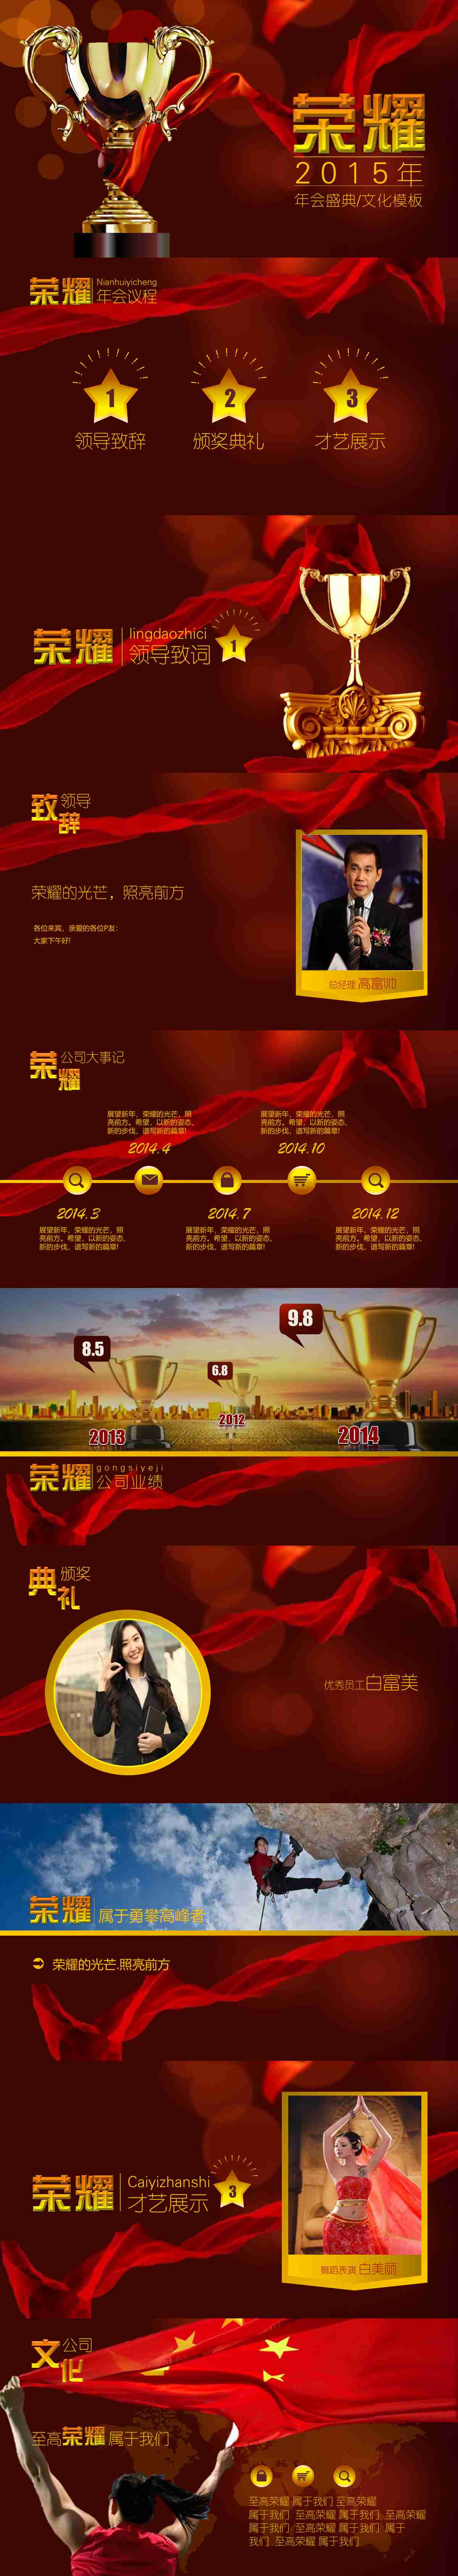 荣耀
2015年
年会盛典/文化模板
荣耀
Nianhuiyicheng
年会议程
1
2
3
领导致辞
颁奖典礼
才艺展示
荣耀
lingdaozhici
领导致词
1
致辞
领导
荣耀的光芒，照亮前方
各位来宾，亲爱的各位P友：
大家下午好!
总经理 高富帅
荣耀
公司大事记
展望新年，荣耀的光芒，照
亮前方。希望，以新的姿态、
新的步伐，谱写新的篇章!
2014.4
展望新年，荣耀的光芒，照
亮前方。希望，以新的姿态、
新的步伐，谱写新的篇章!
2014.10
2014.3
展望新年，荣耀的光芒，照
亮前方。希望，以新的姿态、
新的步伐，谱写新的篇章!
2014.7
展望新年，荣耀的光芒，照
亮前方。希望，以新的姿态、
新的步伐，谱写新的篇章!
2014.12
展望新年，荣耀的光芒，照
亮前方。希望，以新的姿态、
新的步伐，谱写新的篇章!
8.5
6.8
9.8
2013
2012
2014
荣耀
gongsiyeji
公司业绩
典礼
颁奖
优秀员工白富美
荣耀
属于勇攀高峰者
荣耀的光芒.照亮前方
荣耀
Caiyizhanshi
才艺展示
3
舞蹈表演 白美丽
文化
公司
至高荣耀属于我们
至高荣耀 属于我们 至高荣耀
属于我们 至高荣耀 属于我们 至高荣耀
属于我们 至高荣耀 属于我们 属于
我们 至高荣耀 属于我们